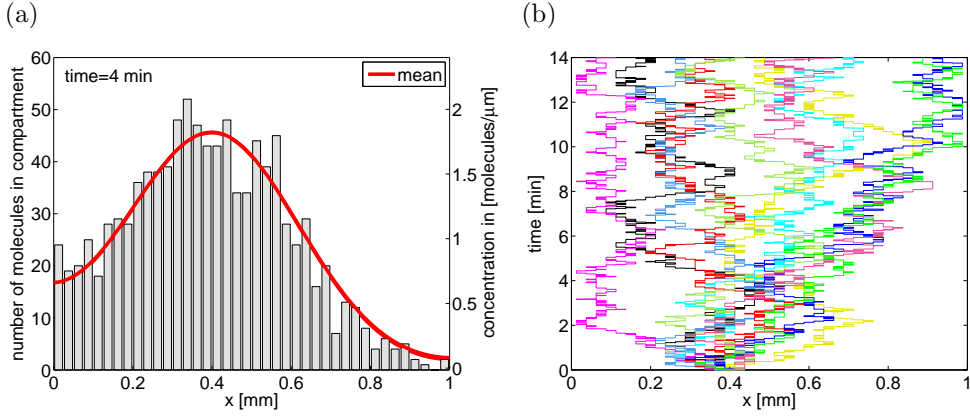 (a)
number of molecules in compartment
60
50
40
30
20
10
0
time=4 min
mean
2
1.5
1
0.5
0
concentration in [molecules/μm]
0 0.2 0.4 0.6 0.8 1
x [mm]
(b)
time [min]
14
12
10
8
6
4
2
0
0 0.2 0.4 0.6 0.8 1
x [mm]